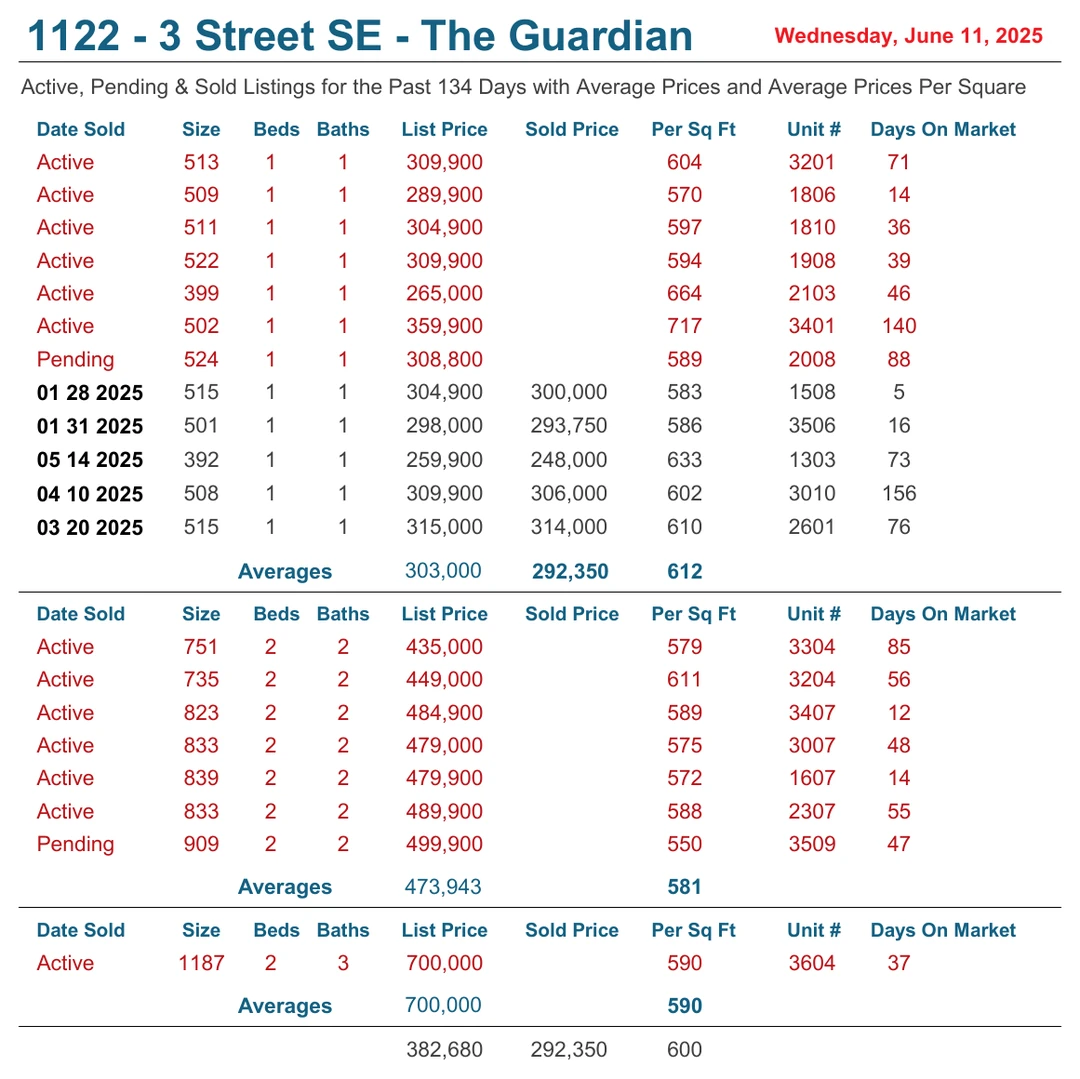 1122 - 3 Street SE - The Guardian Wednesday, June 11, 2025
Active, Pending & Sold Listings for the Past 134 Days with Average Prices and Average Prices Per Square
Date Sold Size Beds Baths List Price Sold Price Per Sq Ft Unit # Days On Market
Active 513 1 1 309,900 604 3201 71
Active 509 1 1 289,900 570 1806 14
Active 511 1 1 304,900 597 1810 36
Active 522 1 1 309,900 594 1908 39
Active 399 1 1 265,000 664 2103 46
Active 502 1 1 359,900 717 3401 140
Pending 524 1 1 308,800 589 2008 88
01 28 2025 515 1 1 304,900 300,000 583 1508 5
01 31 2025 501 1 1 298,000 293,750 586 3506 16
05 14 2025 392 1 1 259,900 248,000 633 1303 73
04 10 2025 508 1 1 309,900 306,000 602 3010 156
03 20 2025 515 1 1 315,000 314,000 610 2601 76
Averages 303,000 292,350 612
Date Sold Size Beds Baths List Price Sold Price Per Sq Ft Unit # Days On Market
Active 751 2 2 435,000 579 3304 85
Active 735 2 2 449,000 611 3204 56
Active 823 2 2 484,900 589 3407 12
Active 833 2 2 479,000 575 3007 48
Active 839 2 2 479,900 572 1607 14
Active 833 2 2 489,900 588 2307 55
Pending 909 2 2 499,900 550 3509 47
Averages 473,943 581
Date Sold Size Beds Baths List Price Sold Price Per Sq Ft Unit # Days On Market
Active 1187 2 3 700,000 590 3604 37
Averages 700,000 590
382,680 292,350 600